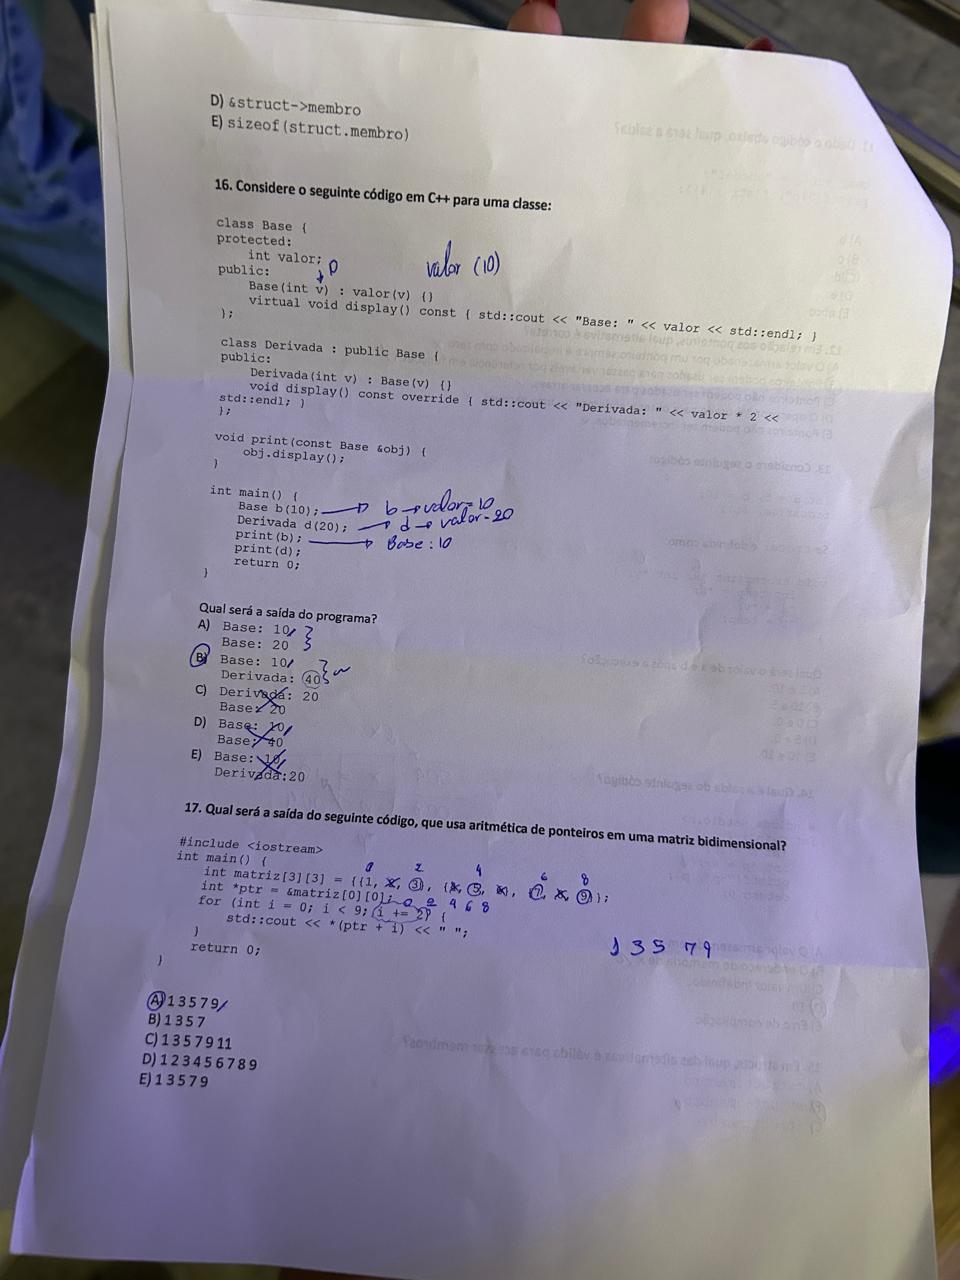 D) &struct->membro
E) sizeof(struct.membro)
16. Considere o seguinte código em C++ para uma classe:
class Base {
protected:
int valor;
public:
valor (10)
Base(int v) : valor(v) {}
virtual void display() const { std::cout << "Base: " << valor << std::endl; }
};
class Derivada : public Base {
public:
Derivada(int v) : Base(v) {}
void display() const override { std::cout << "Derivada: " << valor * 2 <<
std::endl; }
};
void print(const Base &obj) {
obj.display();
}
int main() {
Base b(10); → b → valor = 10
Derivada d(20); → d → valor = 20
print(b); → Base: 10
print(d);
return 0;
}
Qual será a saída do programa?
A) Base: 10
Base: 20
B) Base: 10
Derivada: 40
C) Derivada: 20
Base: 20
D) Base: 10
Base: 40
E) Base: 10
Derivada:20
17. Qual será a saída do seguinte código, que usa aritmética de ponteiros em uma matriz bidimensional?
#include <iostream>
int main() {
0 2 4 6 8
int matriz[3][3] = {{1, 2, 3}, {4, 5, 6}, {7, 8, 9}};
int *ptr = &matriz[0][0];
0 2 4 6 8
for (int i = 0; i < 9; i += 2) {
std::cout << *(ptr + i) << " ";
}
1 3 5 7 9
return 0;
}
A) 1 3 5 7 9
B) 1 3 5 7
C) 1 3 5 7 9 11
D) 1 2 3 4 5 6 7 8 9
E) 1 3 5 7 9